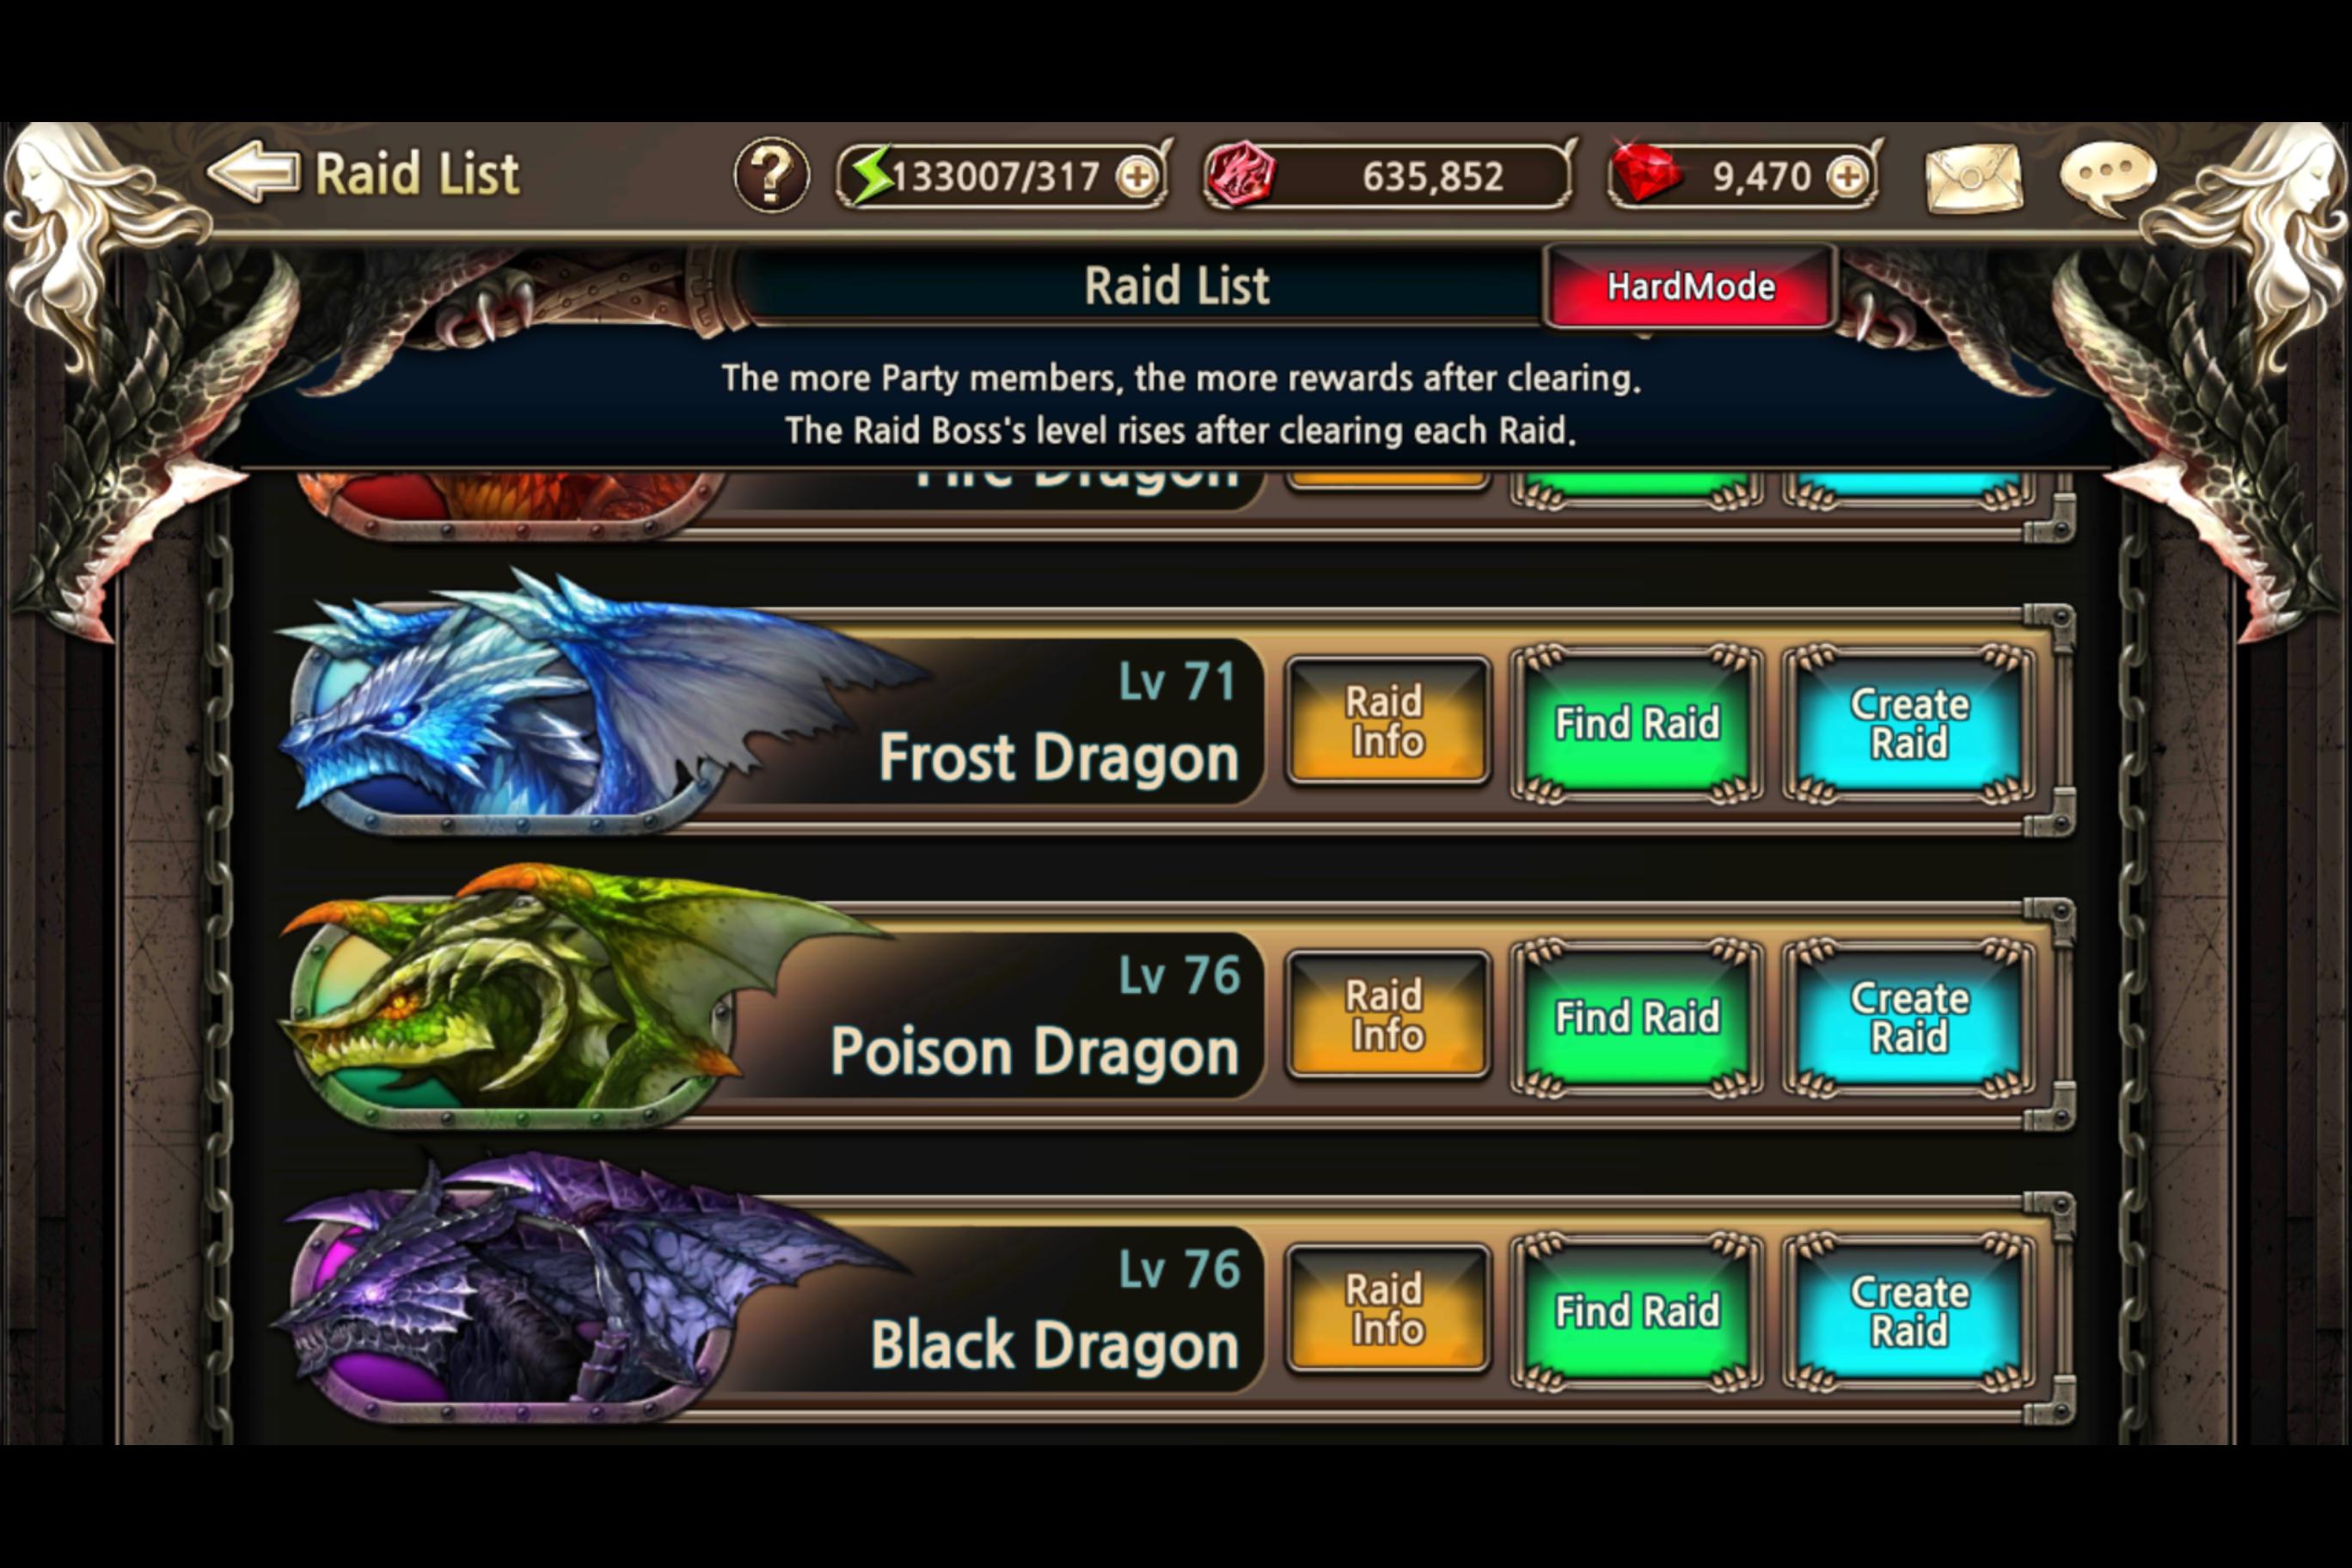 Raid List
?
133007/317
635,852
9,470
Raid List
HardMode
The more Party members, the more rewards after clearing.
The Raid Boss's level rises after clearing each Raid.
Fire Dragon
Lv 71
Frost Dragon
Raid
Info
Find Raid
Create
Raid
Lv 76
Poison Dragon
Raid
Info
Find Raid
Create
Raid
Lv 76
Black Dragon
Raid
Info
Find Raid
Create
Raid